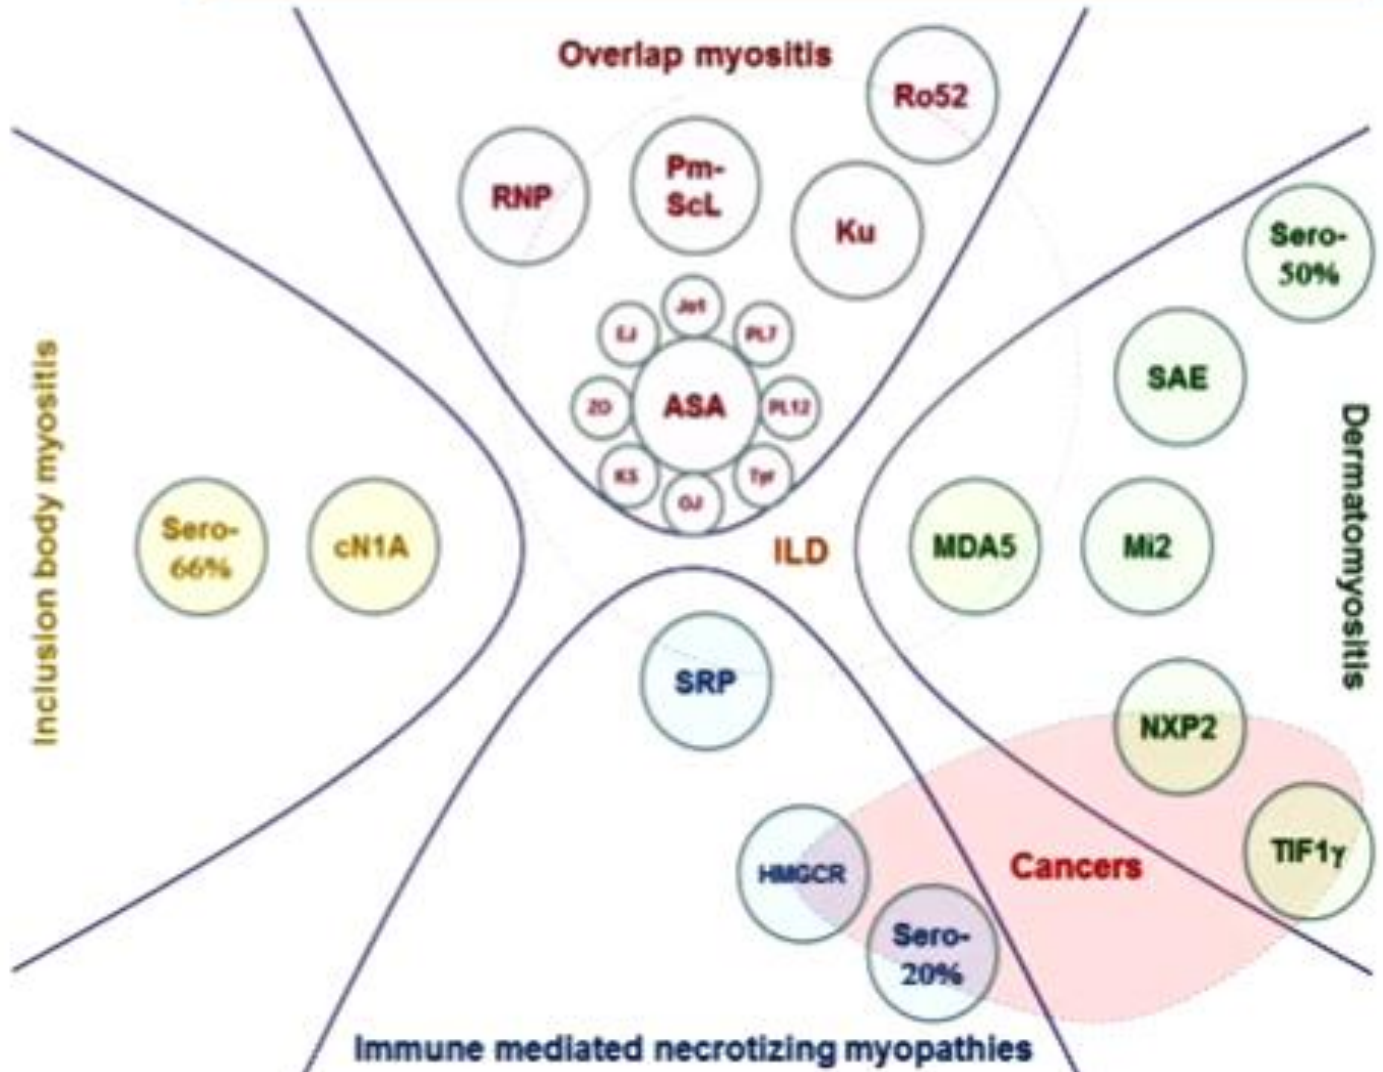 Overlap myositis
Ro52
RNP
Pm-
ScL
Ku
Jo1
EJ
PL7
ZO
ASA
PL12
KS
Tyr
OJ
Inclusion body myositis
Sero-
66%
cN1A
ILD
Sero-
50%
SAE
MDA5
Mi2
Dermatomyositis
NXP2
TIF1γ
Cancers
SRP
HMGCR
Sero-
20%
Immune mediated necrotizing myopathies